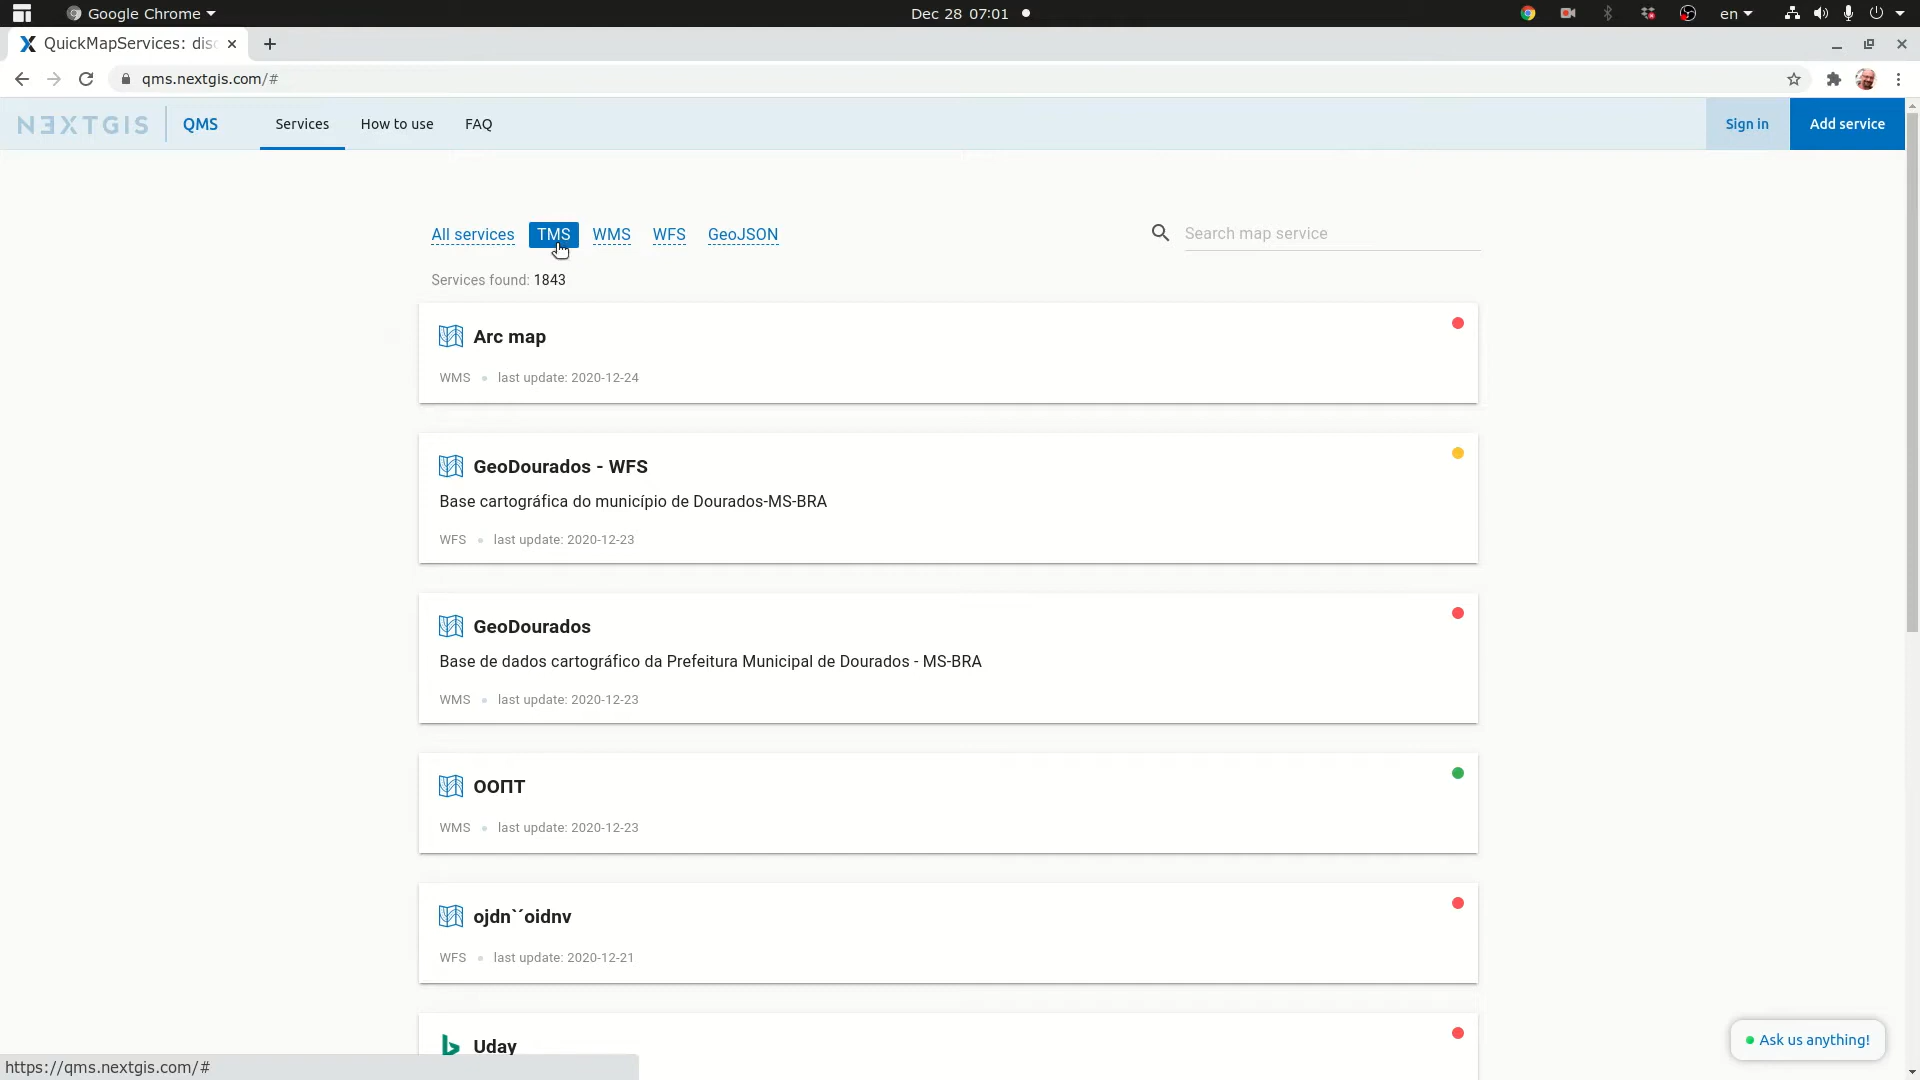 Google Chrome
Dec 28 07:01
en
QuickMapServices: disc
qms.nextgis.com/#
NEXTGIS
QMS
Services
How to use
FAQ
Sign in
Add service
All services
TMS
WMS
WFS
GeoJSON
Search map service
Services found: 1843
Arc map
WMS
last update: 2020-12-24
GeoDourados - WFS
Base cartográfica do município de Dourados-MS-BRA
WFS
last update: 2020-12-23
GeoDourados
Base de dados cartográfico da Prefeitura Municipal de Dourados - MS-BRA
WMS
last update: 2020-12-23
ООПТ
WMS
last update: 2020-12-23
ojdn`´oidnv
WFS
last update: 2020-12-21
Uday
Ask us anything!
https://qms.nextgis.com/#